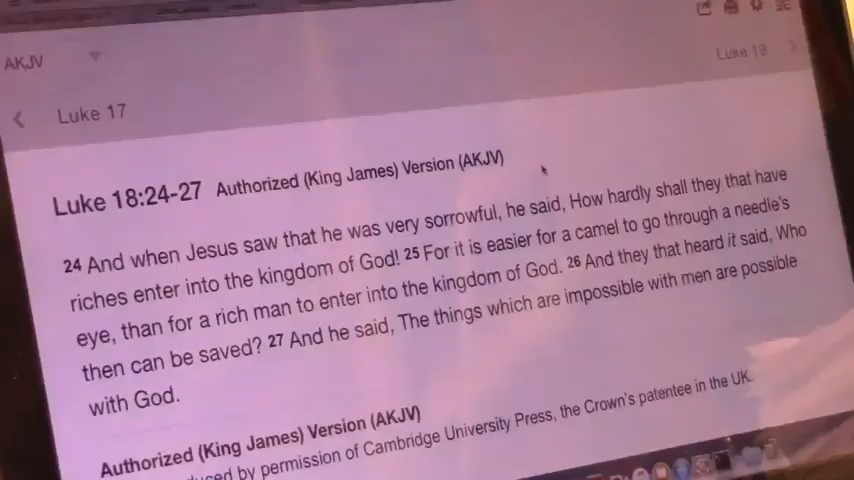 AKJV
Luke 19
Luke 17
Luke 18:24-27 Authorized (King James) Version (AKJV)
24 And when Jesus saw that he was very sorrowful, he said, How hardly shall they that have
riches enter into the kingdom of God! 25 For it is easier for a camel to go through a needle's
eye, than for a rich man to enter into the kingdom of God. 26 And they that heard it said, Who
then can be saved? 27 And he said, The things which are impossible with men are possible
with God.
Authorized (King James) Version (AKJV)
by permission of Cambridge University Press, the Crown's patentee in the UK.